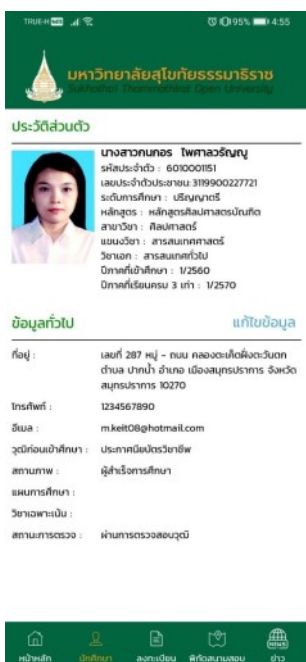 TRUE-H 95% 4:55
มหาวิทยาลัยสุโขทัยธรรมาธิราช
Sukhothai Thammathirat Open University
ประวัติส่วนตัว
นางสาวกนกอร ไพศาลวรัญญู
รหัสประจำตัว : 6010001151
เลขประจำตัวประชาชน:3119900227721
ระดับการศึกษา : ปริญญาตรี
หลักสูตร : หลักสูตรศิลปศาสตรบัณฑิต
สาขาวิชา : ศิลปศาสตร์
แขนงวิชา : สารสนเทศศาสตร์
วิชาเอก : สารสนเทศทั่วไป
ปีภาคที่เข้าศึกษา : 1/2560
ปีภาคที่เรียนครบ 3 เท่า : 1/2570
ข้อมูลทั่วไป แก้ไขข้อมูล
ที่อยู่ : เลขที่ 287 หมู่ - ถนน คลองตะเค็ดฝั่งตะวันตก
ตำบล ปากน้ำ อำเภอ เมืองสมุทรปราการ จังหวัด
สมุทรปราการ 10270
โทรศัพท์ : 1234567890
อีเมล : m.keit08@hotmail.com
วุฒิก่อนเข้าศึกษา : ประกาศนียบัตรวิชาชีพ
สถานภาพ : ผู้สำเร็จการศึกษา
แผนการศึกษา :
วิชาเฉพาะเน้น :
สถานะการตรวจ : ผ่านการตรวจสอบวุฒิ
หน้าหลัก นักศึกษา ลงทะเบียน พิกัดสนามสอบ ข่าว